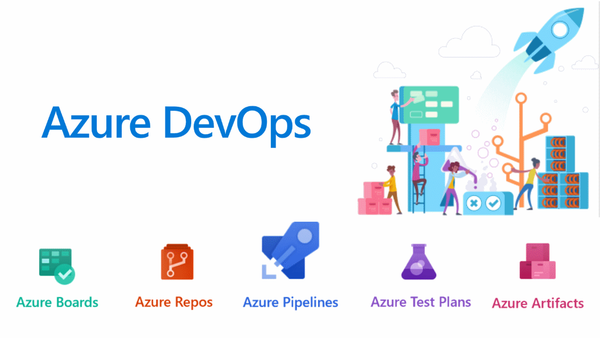 Azure DevOps
Azure Boards
Azure Repos
Azure Pipelines
Azure Test Plans
Azure Artifacts